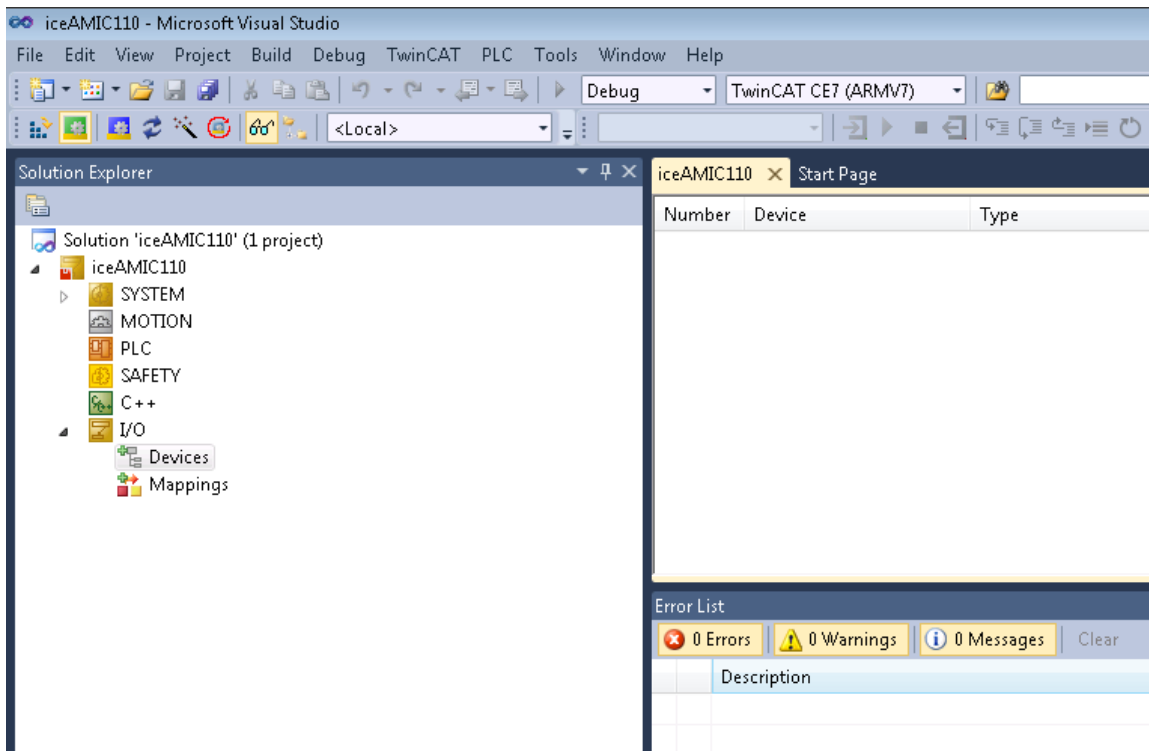 iceAMIC110 - Microsoft Visual Studio
File Edit View Project Build Debug TwinCAT PLC Tools Window Help
Debug TwinCAT CE7 (ARMV7)
<Local>
Solution Explorer
iceAMIC110 Start Page
Number Device Type
Solution 'iceAMIC110' (1 project)
iceAMIC110
SYSTEM
MOTION
PLC
SAFETY
C++
I/O
Devices
Mappings
Error List
0 Errors 0 Warnings 0 Messages Clear
Description